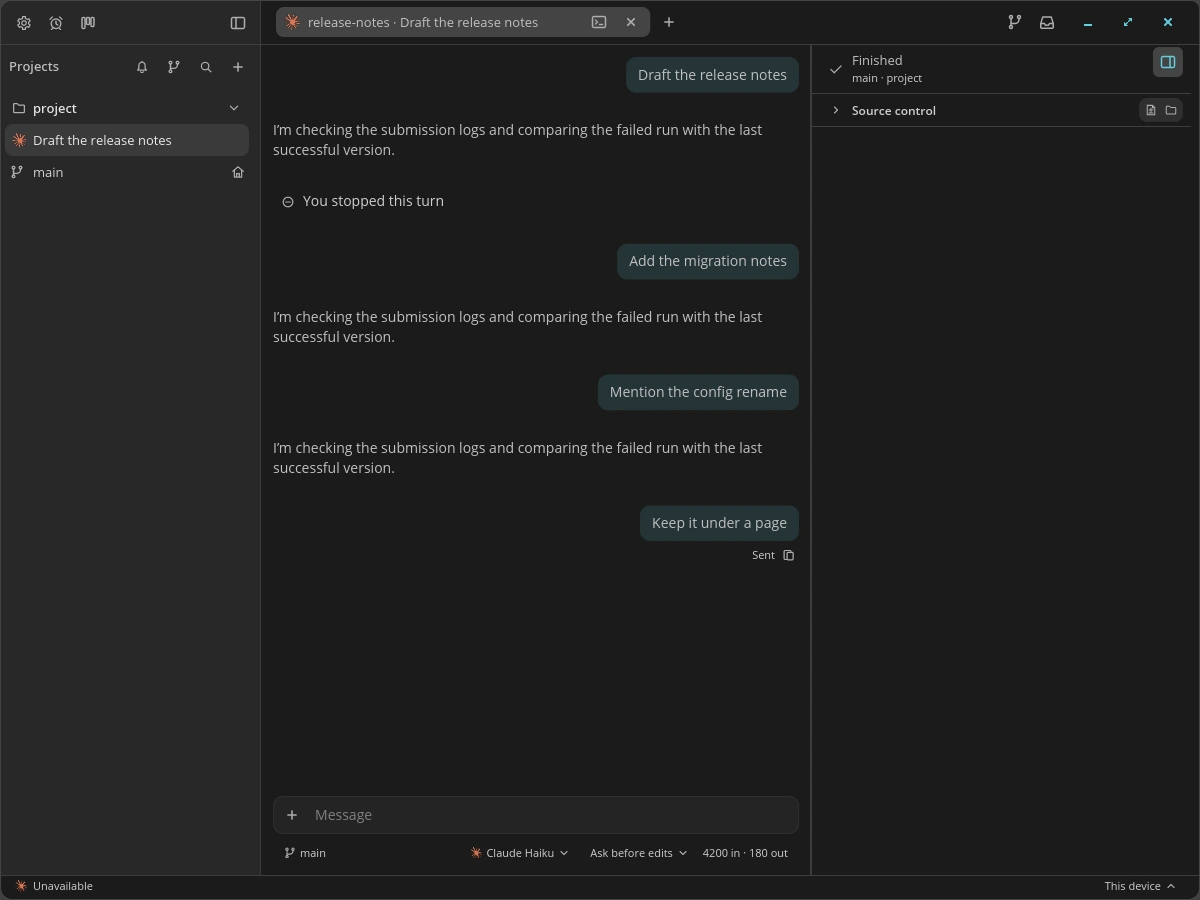 release-notes · Draft the release notes
Projects
project
Draft the release notes
main
Draft the release notes
I'm checking the submission logs and comparing the failed run with the last
successful version.
You stopped this turn
Add the migration notes
I'm checking the submission logs and comparing the failed run with the last
successful version.
Mention the config rename
I'm checking the submission logs and comparing the failed run with the last
successful version.
Keep it under a page
Sent
Message
main
Claude Haiku
Ask before edits
4200 in · 180 out
Finished
main · project
Source control
Unavailable
This device